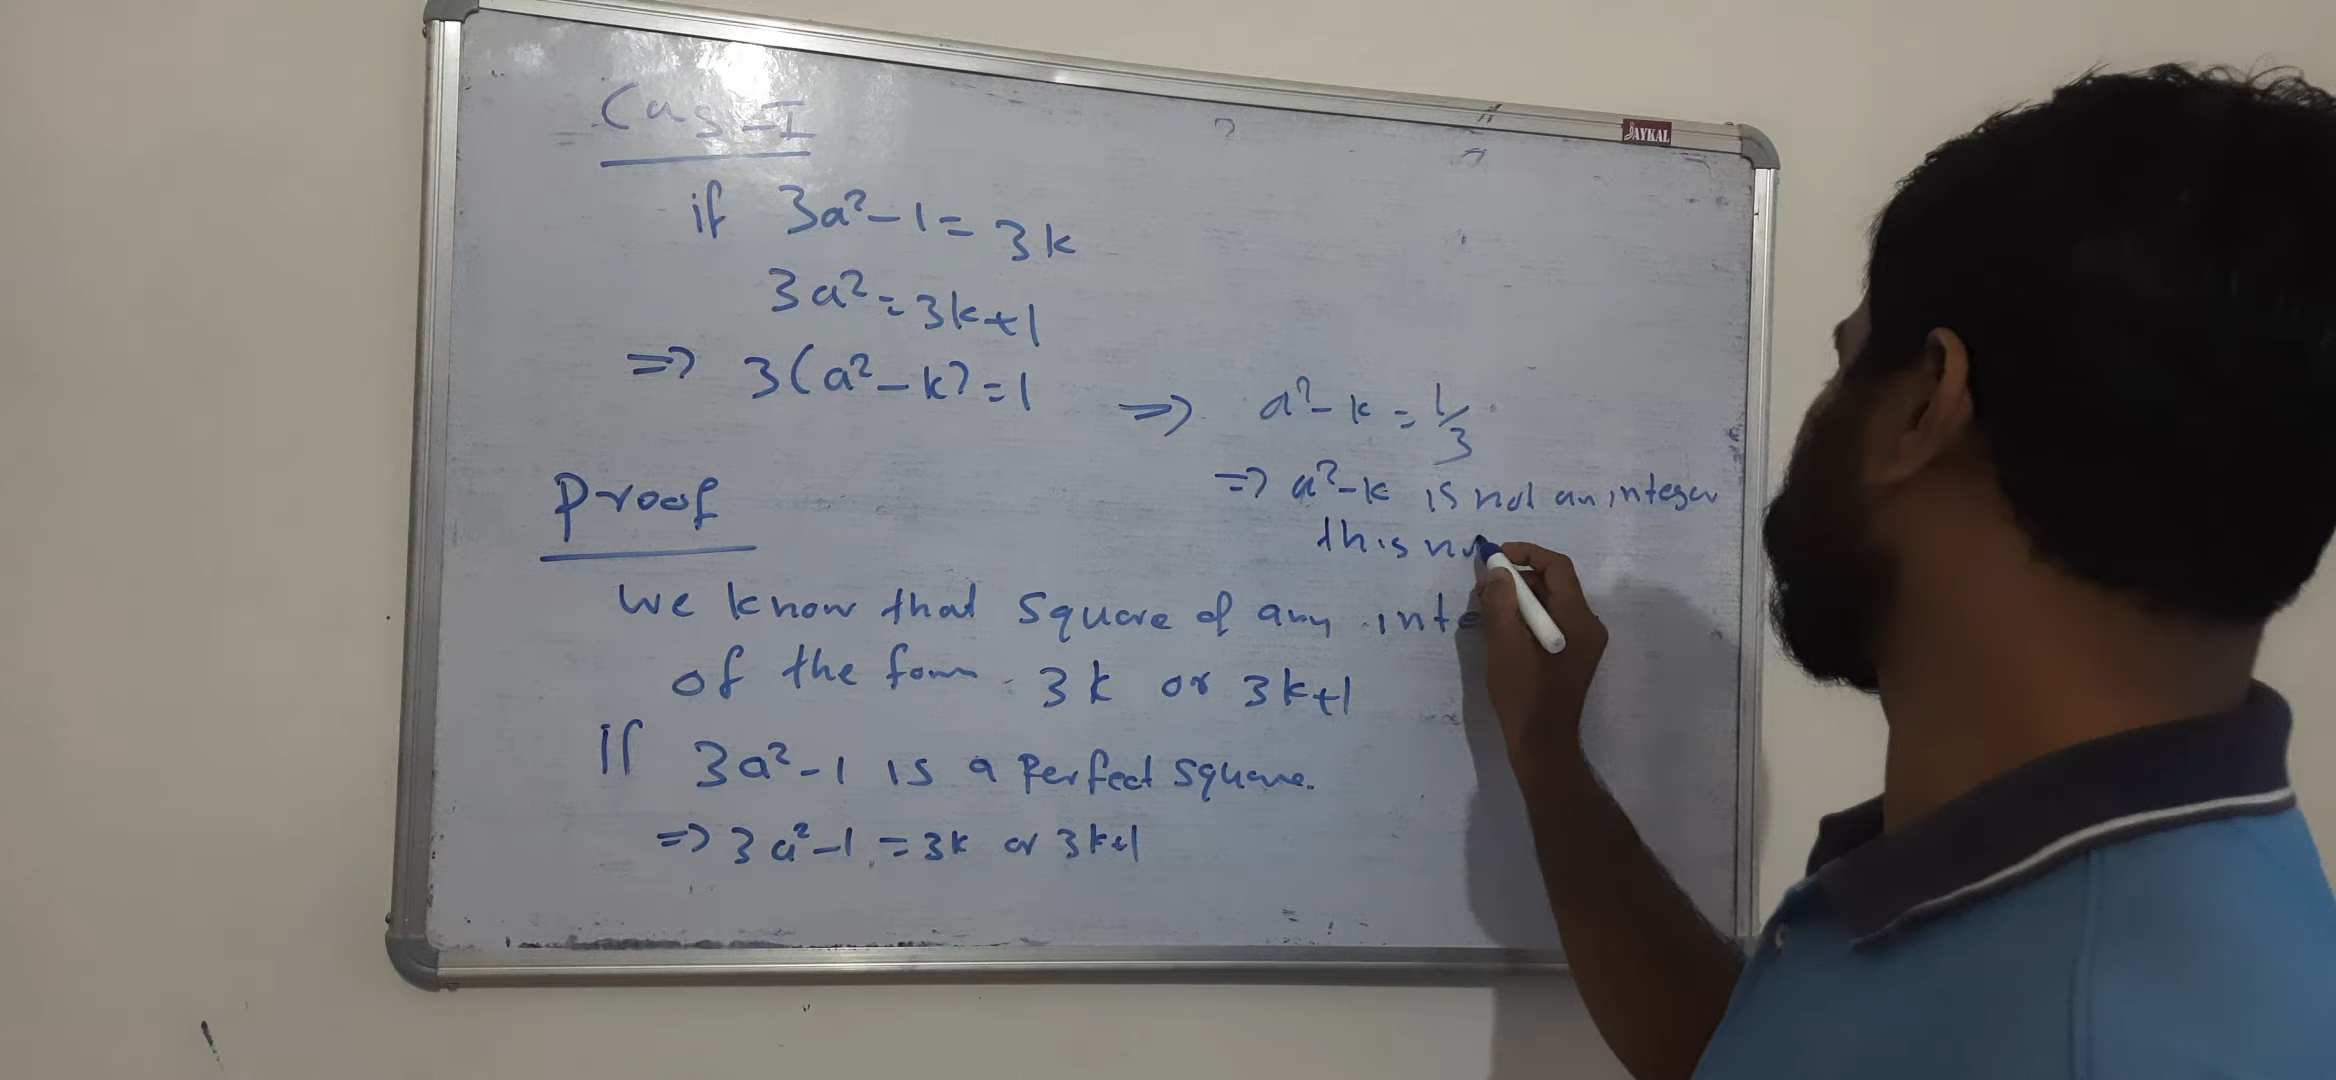 Cas-I
JAYKAL
if 3a²-1 = 3k
3a² = 3k+1
=> 3(a²-k) = 1 => a²-k = 1/3
=> a²-k is not an integer
this
Proof
we know that square of any inte
of the form 3k or 3k+1
If 3a²-1 is a Perfect square.
=> 3a²-1 = 3k or 3k+1